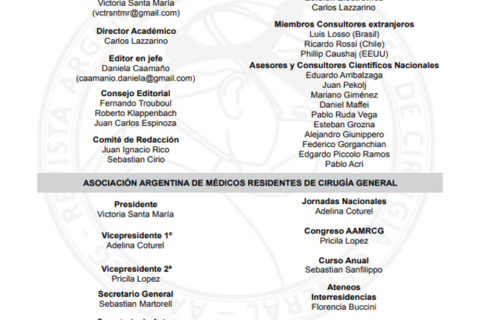 Victoria Santa María
(vctrsntmr@gmail.com)
Director Académico
Carlos Lazzarino
Editor en jefe
Daniela Caamaño
(caamanio.daniela@gmail.com)
Consejo Editorial
Fernando Trouboul
Roberto Klappenbach
Juan Carlos Espinoza
Comité de Redacción
Juan Ignacio Rico
Sebastian Cirio
Carlos Lazzarino
Miembros Consultores extranjeros
Luis Losso (Brasil)
Ricardo Rossi (Chile)
Phillip Caushaj (EEUU)
Asesores y Consultores Científicos Nacionales
Eduardo Arribalzaga
Juan Pekolj
Mariano Giménez
Daniel Maffei
Pablo Ruda Vega
Esteban Grozna
Alejandro Giunippero
Federico Gorganchian
Edgardo Piccolo Ramos
Pablo Acri
ASOCIACIÓN ARGENTINA DE MÉDICOS RESIDENTES DE CIRUGÍA GENERAL
Presidente
Victoria Santa María
Vicepresidente 1º
Adelina Coturel
Vicepresidente 2ª
Pricila Lopez
Secretario General
Sebastian Martorell
Jornadas Nacionales
Adelina Coturel
Congreso AAMRCG
Pricila Lopez
Curso Anual
Sebastian Sanfilippo
Ateneos
Interresidencias
Florencia Buccini